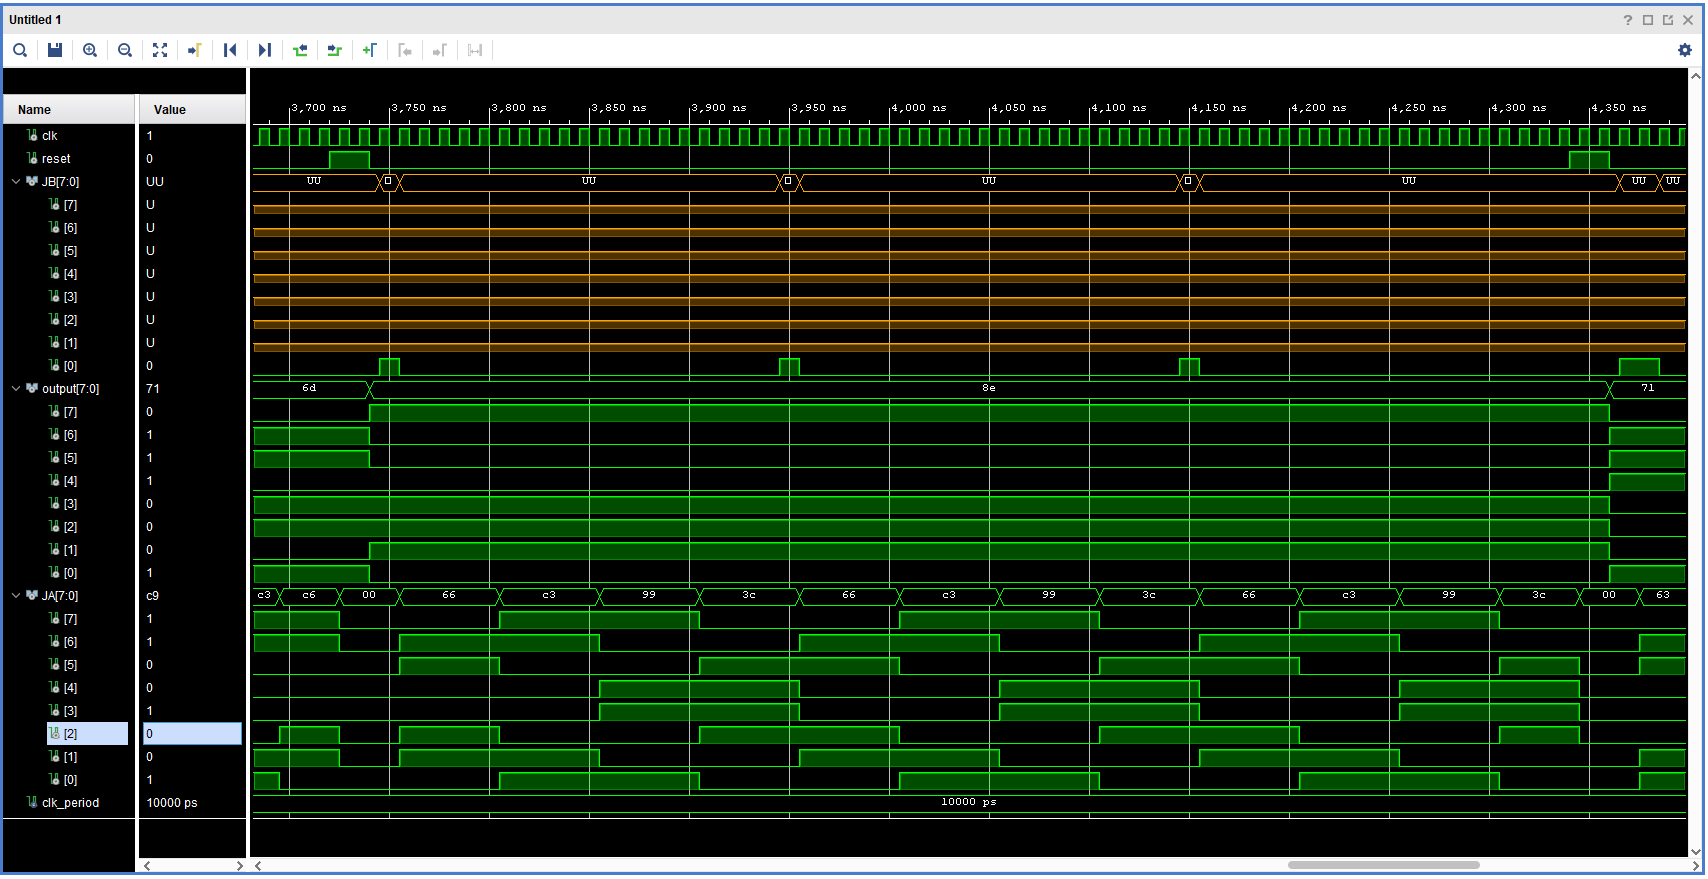 Untitled 1
Name Value
3,700 ns 3,750 ns 3,800 ns 3,850 ns 3,900 ns 3,950 ns 4,000 ns 4,050 ns 4,100 ns 4,150 ns 4,200 ns 4,250 ns 4,300 ns 4,350 ns
clk 1
reset 0
JB[7:0] UU UU UU UU UU UU UU
[7] U
[6] U
[5] U
[4] U
[3] U
[2] U
[1] U
[0] 0
output[7:0] 71 6d 8e 71
[7] 0
[6] 1
[5] 1
[4] 1
[3] 0
[2] 0
[1] 0
[0] 1
JA[7:0] c9 c3 c6 00 66 c3 99 3c 66 c3 99 3c 66 c3 99 3c 00 63
[7] 1
[6] 1
[5] 0
[4] 0
[3] 1
[2] 0
[1] 0
[0] 1
clk_period 10000 ps 10000 ps